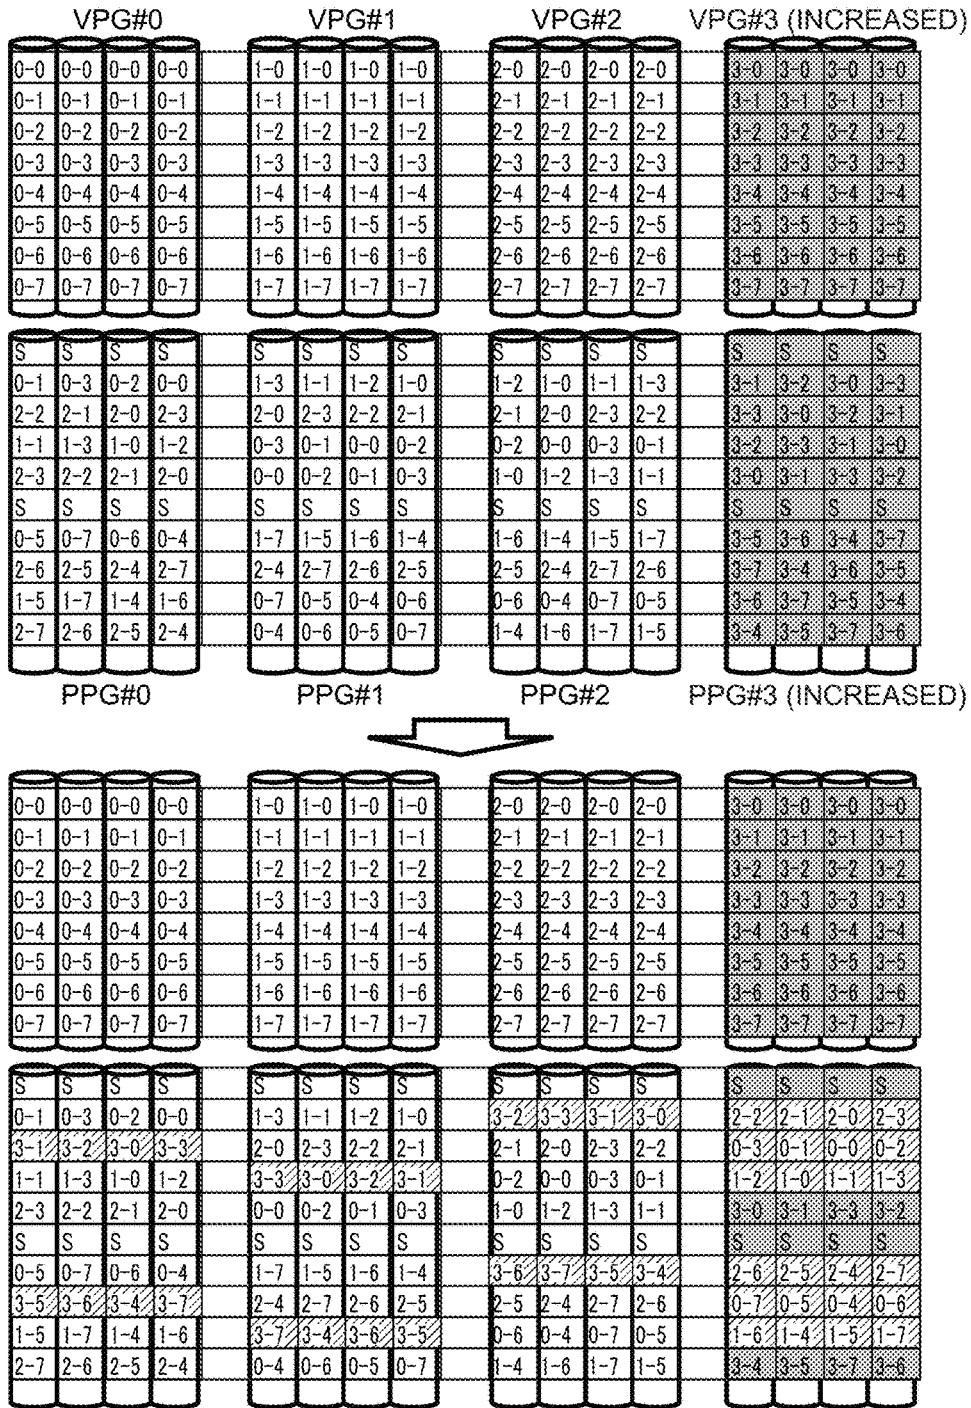 VPG#0 VPG#1 VPG#2 VPG#3 (INCREASED)
0-0 0-0 0-0 0-0 1-0 1-0 1-0 1-0 2-0 2-0 2-0 2-0 3-0 3-0 3-0 3-0
0-1 0-1 0-1 0-1 1-1 1-1 1-1 1-1 2-1 2-1 2-1 2-1 3-1 3-1 3-1 3-1
0-2 0-2 0-2 0-2 1-2 1-2 1-2 1-2 2-2 2-2 2-2 2-2 3-2 3-2 3-2 3-2
0-3 0-3 0-3 0-3 1-3 1-3 1-3 1-3 2-3 2-3 2-3 2-3 3-3 3-3 3-3 3-3
0-4 0-4 0-4 0-4 1-4 1-4 1-4 1-4 2-4 2-4 2-4 2-4 3-4 3-4 3-4 3-4
0-5 0-5 0-5 0-5 1-5 1-5 1-5 1-5 2-5 2-5 2-5 2-5 3-5 3-5 3-5 3-5
0-6 0-6 0-6 0-6 1-6 1-6 1-6 1-6 2-6 2-6 2-6 2-6 3-6 3-6 3-6 3-6
0-7 0-7 0-7 0-7 1-7 1-7 1-7 1-7 2-7 2-7 2-7 2-7 3-7 3-7 3-7 3-7
S S S S S S S S S S S S S S S S
0-1 0-3 0-2 0-0 1-3 1-1 1-2 1-0 1-2 1-0 1-1 1-3 3-1 3-2 3-0 3-3
2-2 2-1 2-0 2-3 2-0 2-3 2-2 2-1 2-1 2-0 2-3 2-2 3-3 3-0 3-2 3-1
1-1 1-3 1-0 1-2 0-3 0-1 0-0 0-2 0-2 0-0 0-3 0-1 3-2 3-3 3-1 3-0
2-3 2-2 2-1 2-0 0-0 0-2 0-1 0-3 1-0 1-2 1-3 1-1 3-0 3-1 3-3 3-2
S S S S S S S S S S S S S S S S
0-5 0-7 0-6 0-4 1-7 1-5 1-6 1-4 1-6 1-4 1-5 1-7 3-5 3-6 3-4 3-7
2-6 2-5 2-4 2-7 2-4 2-7 2-6 2-5 2-5 2-4 2-7 2-6 3-7 3-4 3-6 3-5
1-5 1-7 1-4 1-6 0-7 0-5 0-4 0-6 0-6 0-4 0-7 0-5 3-6 3-7 3-5 3-4
2-7 2-6 2-5 2-4 0-4 0-6 0-5 0-7 1-4 1-6 1-7 1-5 3-4 3-5 3-7 3-6
PPG#0 PPG#1 PPG#2 PPG#3 (INCREASED)
0-0 0-0 0-0 0-0 1-0 1-0 1-0 1-0 2-0 2-0 2-0 2-0 3-0 3-0 3-0 3-0
0-1 0-1 0-1 0-1 1-1 1-1 1-1 1-1 2-1 2-1 2-1 2-1 3-1 3-1 3-1 3-1
0-2 0-2 0-2 0-2 1-2 1-2 1-2 1-2 2-2 2-2 2-2 2-2 3-2 3-2 3-2 3-2
0-3 0-3 0-3 0-3 1-3 1-3 1-3 1-3 2-3 2-3 2-3 2-3 3-3 3-3 3-3 3-3
0-4 0-4 0-4 0-4 1-4 1-4 1-4 1-4 2-4 2-4 2-4 2-4 3-4 3-4 3-4 3-4
0-5 0-5 0-5 0-5 1-5 1-5 1-5 1-5 2-5 2-5 2-5 2-5 3-5 3-5 3-5 3-5
0-6 0-6 0-6 0-6 1-6 1-6 1-6 1-6 2-6 2-6 2-6 2-6 3-6 3-6 3-6 3-6
0-7 0-7 0-7 0-7 1-7 1-7 1-7 1-7 2-7 2-7 2-7 2-7 3-7 3-7 3-7 3-7
S S S S S S S S S S S S S S S S
0-1 0-3 0-2 0-0 1-3 1-1 1-2 1-0 3-2 3-3 3-1 3-0 2-2 2-1 2-0 2-3
3-1 3-2 3-0 3-3 2-0 2-3 2-2 2-1 2-1 2-0 2-3 2-2 0-3 0-1 0-0 0-2
1-1 1-3 1-0 1-2 3-3 3-0 3-2 3-1 0-2 0-0 0-3 0-1 1-2 1-0 1-1 1-3
2-3 2-2 2-1 2-0 0-0 0-2 0-1 0-3 1-0 1-2 1-3 1-1 3-0 3-1 3-3 3-2
S S S S S S S S S S S S S S S S
0-5 0-7 0-6 0-4 1-7 1-5 1-6 1-4 3-6 3-7 3-5 3-4 2-6 2-5 2-4 2-7
3-5 3-6 3-4 3-7 2-4 2-7 2-6 2-5 2-5 2-4 2-7 2-6 0-7 0-5 0-4 0-6
1-5 1-7 1-4 1-6 3-7 3-4 3-6 3-5 0-6 0-4 0-7 0-5 1-6 1-4 1-5 1-7
2-7 2-6 2-5 2-4 0-4 0-6 0-5 0-7 1-4 1-6 1-7 1-5 3-4 3-5 3-7 3-6